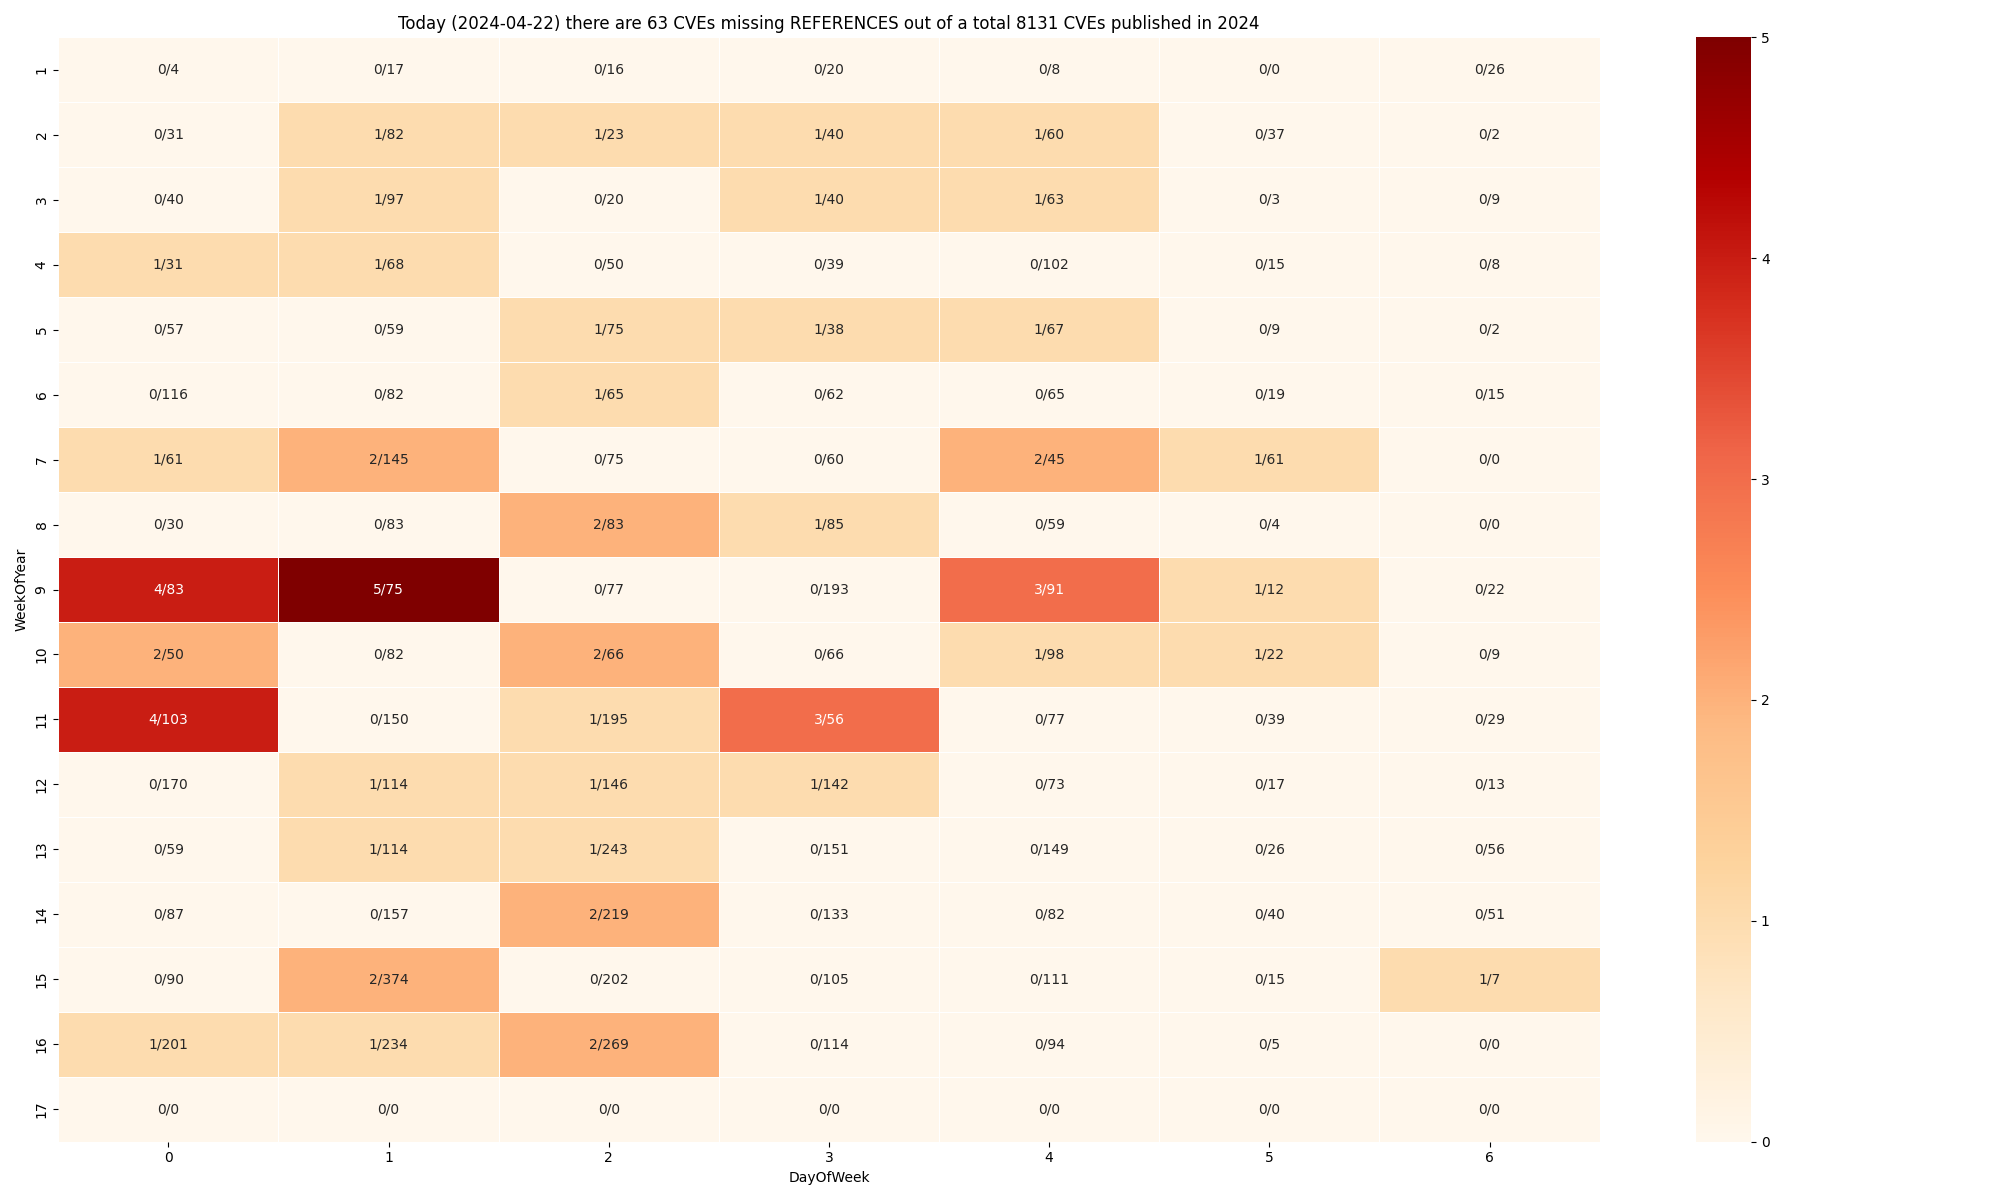 Today (2024-04-22) there are 63 CVEs missing REFERENCES out of a total 8131 CVEs published in 2024
WeekOfYear
1 0/4 0/17 0/16 0/20 0/8 0/0 0/26
2 0/31 1/82 1/23 1/40 1/60 0/37 0/2
3 0/40 1/97 0/20 1/40 1/63 0/3 0/9
4 1/31 1/68 0/50 0/39 0/102 0/15 0/8
5 0/57 0/59 1/75 1/38 1/67 0/9 0/2
6 0/116 0/82 1/65 0/62 0/65 0/19 0/15
7 1/61 2/145 0/75 0/60 2/45 1/61 0/0
8 0/30 0/83 2/83 1/85 0/59 0/4 0/0
9 4/83 5/75 0/77 0/193 3/91 1/12 0/22
10 2/50 0/82 2/66 0/66 1/98 1/22 0/9
11 4/103 0/150 1/195 3/56 0/77 0/39 0/29
12 0/170 1/114 1/146 1/142 0/73 0/17 0/13
13 0/59 1/114 1/243 0/151 0/149 0/26 0/56
14 0/87 0/157 2/219 0/133 0/82 0/40 0/51
15 0/90 2/374 0/202 0/105 0/111 0/15 1/7
16 1/201 1/234 2/269 0/114 0/94 0/5 0/0
17 0/0 0/0 0/0 0/0 0/0 0/0 0/0
0 1 2 3 4 5 6
DayOfWeek
5
4
3
2
1
0